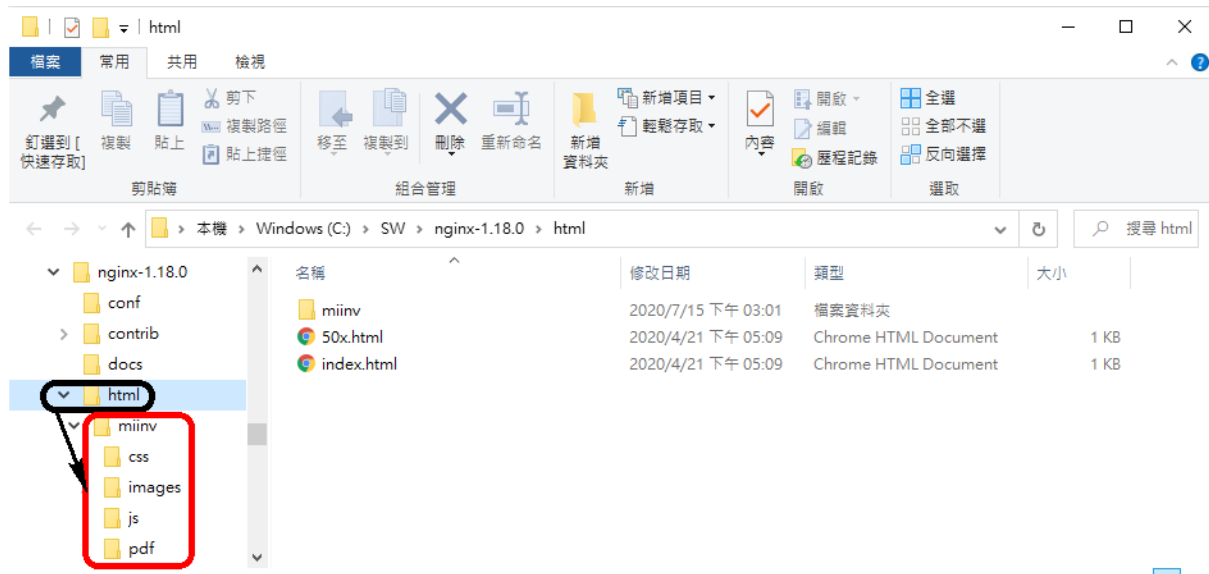 html
檔案 常用 共用 檢視
釘選到 [
快速存取]
複製
貼上
剪下
複製路徑
貼上捷徑
剪貼簿
移至
複製到
刪除
重新命名
組合管理
新增
資料夾
新增項目
輕鬆存取
新增
內容
開啟
編輯
歷程記錄
開啟
全選
全部不選
反向選擇
選取
本機 > Windows (C:) > SW > nginx-1.18.0 > html
搜尋 html
nginx-1.18.0
conf
contrib
docs
html
miinv
css
images
js
pdf
名稱 修改日期 類型 大小
miinv 2020/7/15 下午 03:01 檔案資料夾
50x.html 2020/4/21 下午 05:09 Chrome HTML Document 1 KB
index.html 2020/4/21 下午 05:09 Chrome HTML Document 1 KB